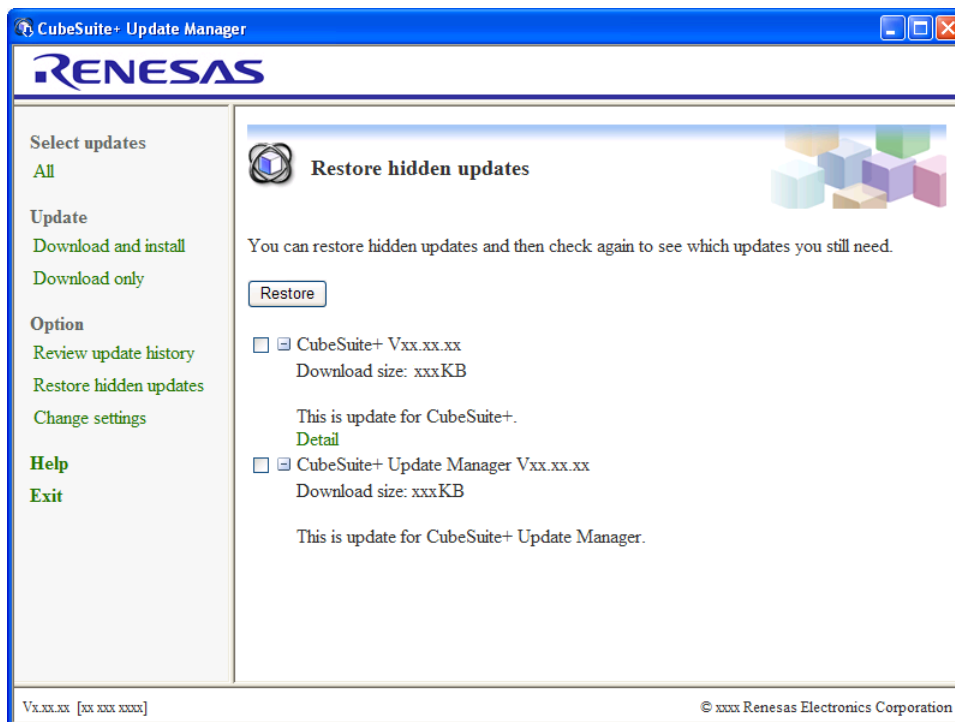 CubeSuite+ Update Manager
RENESAS
Select updates
All
Update
Download and install
Download only
Option
Review update history
Restore hidden updates
Change settings
Help
Exit
Restore hidden updates
You can restore hidden updates and then check again to see which updates you still need.
Restore
CubeSuite+ Vxx.xx.xx
Download size: xxxKB
This is update for CubeSuite+.
Detail
CubeSuite+ Update Manager Vxx.xx.xx
Download size: xxxKB
This is update for CubeSuite+ Update Manager.
Vx.xx.xx [xx xxx xxxx]
© xxxx Renesas Electronics Corporation